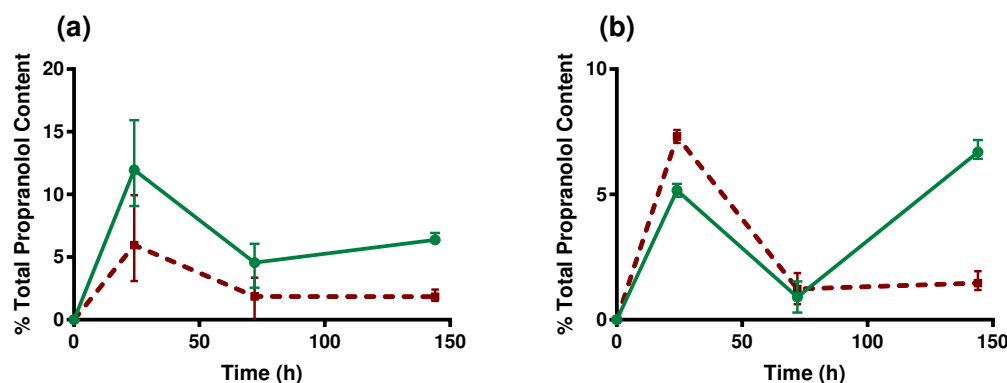 (a)
% Total Propranolol Content
20
15
10
5
0
0 50 100 150
Time (h)
(b)
% Total Propranolol Content
10
5
0
0 50 100 150
Time (h)